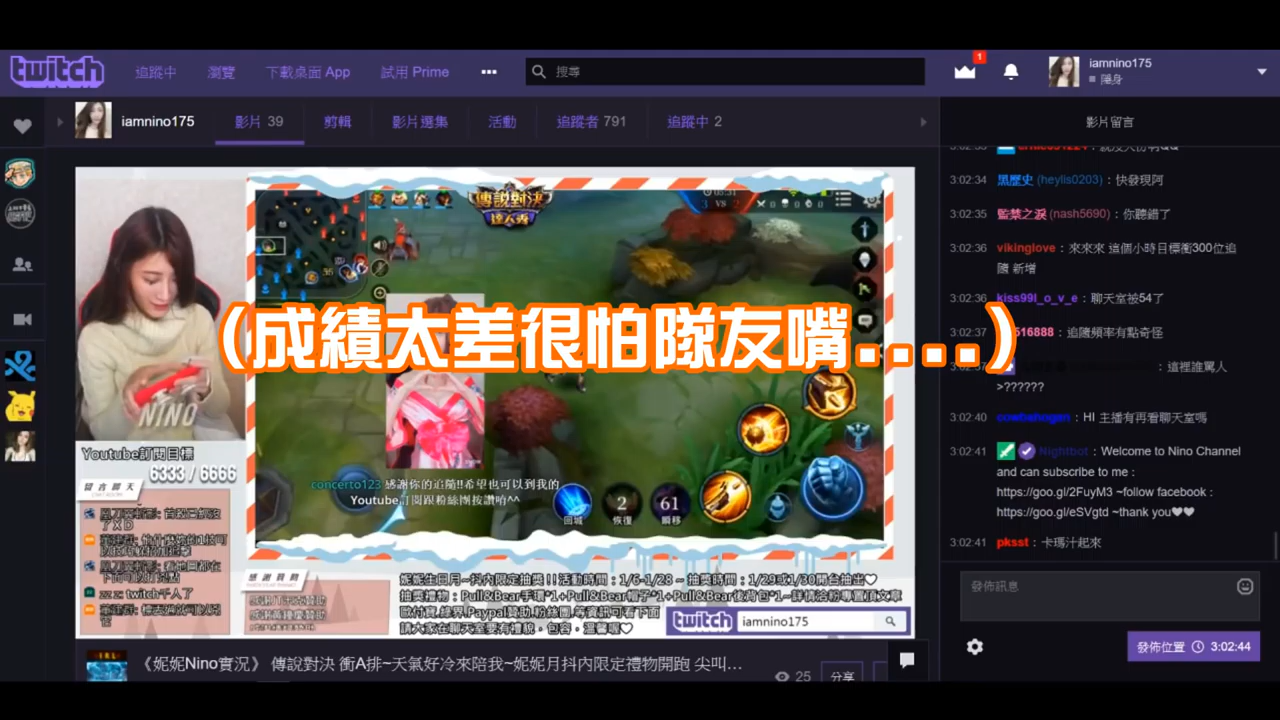 twitch
追蹤中
瀏覽
下載桌面 App
試用 Prime
搜尋
1
iamnino175
隱身
iamnino175
影片 39
剪輯
影片選集
活動
追蹤者 791
追蹤中 2
影片留言
3:02:34 黑歷史 (heylis0203)：快發現阿
3:02:35 監禁之淚 (nash5690)：你聽錯了
3:02:36 vikinglove：來來來 這個小時目標衝300位追
隨 新增
3:02:36 kiss99l_o_v_e：聊天室被54了
3:02:37 516888：追隨頻率有點奇怪
：這裡誰罵人
>??????
3:02:40 ：HI 主播有再看聊天室嗎
3:02:41 Nightbot：Welcome to Nino Channel
and can subscribe to me :
https://goo.gl/2FuyM3 ~follow facebook :
https://goo.gl/eSVgtd ~thank you
3:02:41 pksst：卡瑪汁起來
發佈訊息
發佈位置 3:02:44
傳說對決
達人秀
3 VS 2
(成績太差很怕隊友嘴....)
NINO
Youtube訂閱目標
6333 / 6666
留言聊天
concerto123 感謝你的追隨!!希望也可以到我的
Youtube訂閱跟粉絲團按讚唷^^
回城
2
恢復
61
瞬移
感謝贊助
妮妮生日月一抖內限定抽獎!!活動時間：1/6-1/28 ~ 抽獎時間：1/29或1/30開台抽出
抽獎禮物：Pull&Bear手環*1+Pull&Bear帽子*1+Pull&Bear後背包*1~詳情洽粉專置頂文章
歐付寶.綠界.Paypal贊助.粉絲團.等資訊可看下面
請大家在聊天室要有禮貌，包容，溫馨喔
twitch iamnino175
《妮妮Nino實況》 傳說對決 衝A排~天氣好冷來陪我~妮妮月抖內限定禮物開跑 尖叫...
25
分享